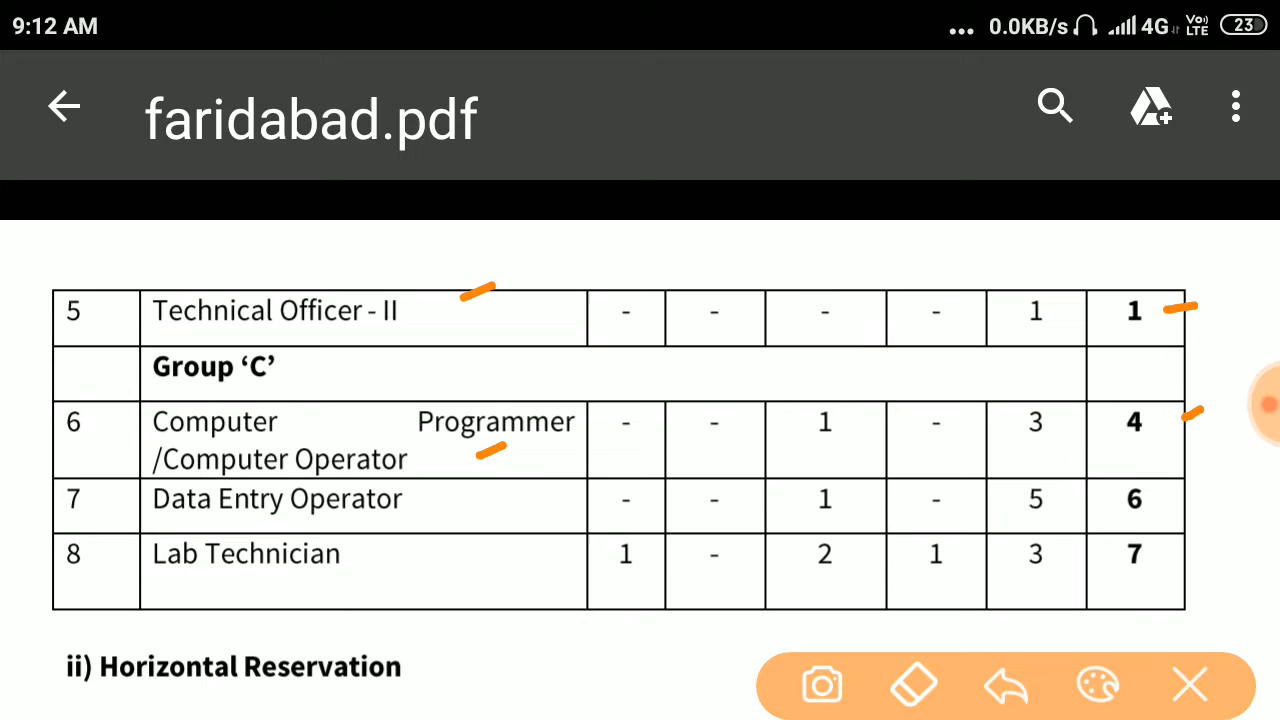 9:12 AM
... 0.0KB/s 4G Vo)) LTE 23
faridabad.pdf
5 Technical Officer - II - - - - 1 1
Group ‘C’
6 Computer Programmer - - 1 - 3 4
/Computer Operator
7 Data Entry Operator - - 1 - 5 6
8 Lab Technician 1 - 2 1 3 7
ii) Horizontal Reservation